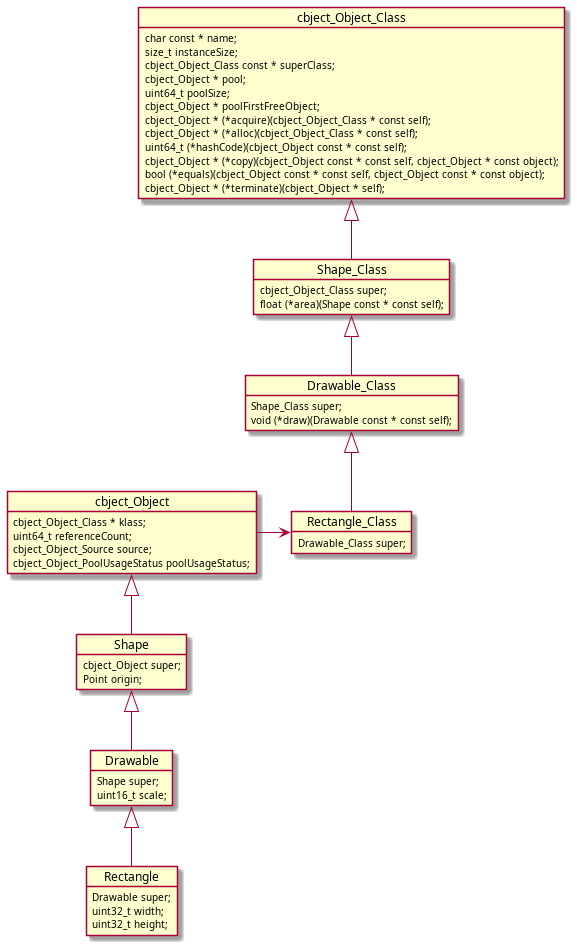 cbject_Object_Class
char const * name;
size_t instanceSize;
cbject_Object_Class const * superClass;
cbject_Object * pool;
uint64_t poolSize;
cbject_Object * poolFirstFreeObject;
cbject_Object * (*acquire)(cbject_Object_Class * const self);
cbject_Object * (*alloc)(cbject_Object_Class * const self);
uint64_t (*hashCode)(cbject_Object const * const self);
cbject_Object * (*copy)(cbject_Object const * const self, cbject_Object * const object);
bool (*equals)(cbject_Object const * const self, cbject_Object const * const object);
cbject_Object * (*terminate)(cbject_Object * self);
Shape_Class
cbject_Object_Class super;
float (*area)(Shape const * const self);
Drawable_Class
Shape_Class super;
void (*draw)(Drawable const * const self);
cbject_Object
cbject_Object_Class * klass;
uint64_t referenceCount;
cbject_Object_Source source;
cbject_Object_PoolUsageStatus poolUsageStatus;
Rectangle_Class
Drawable_Class super;
Shape
cbject_Object super;
Point origin;
Drawable
Shape super;
uint16_t scale;
Rectangle
Drawable super;
uint32_t width;
uint32_t height;